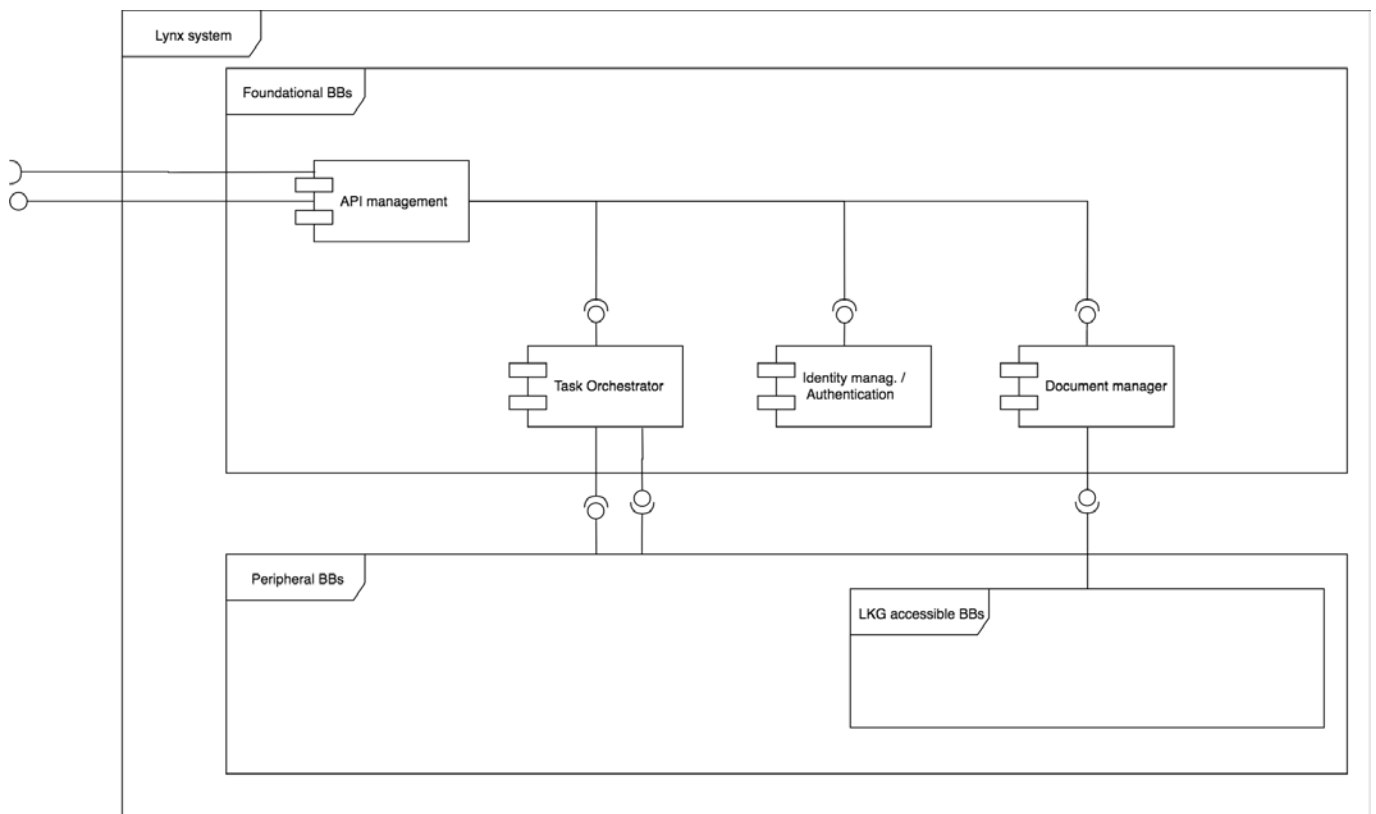 Lynx system
Foundational BBs
API management
Task Orchestrator
Identity manag. /
Authentication
Document manager
Peripheral BBs
LKG accessible BBs